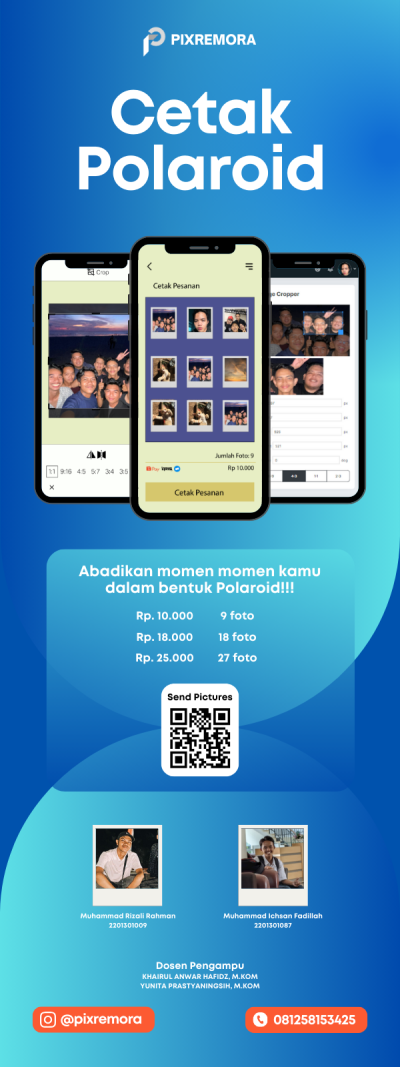 PIXREMORA
Cetak
Polaroid
Crop
1:1 9:16 4:5 5:7 3:4 3:5
Cetak Pesanan
Jumlah Foto: 9
Rp 10.000
Cetak Pesanan
Cropper
Abadikan momen momen kamu
dalam bentuk Polaroid!!!
Rp. 10.000 9 foto
Rp. 18.000 18 foto
Rp. 25.000 27 foto
Send Pictures
Muhammad Rizali Rahman
2201301009
Muhammad Ichsan Fadillah
2201301087
Dosen Pengampu
KHAIRUL ANWAR HAFIDZ, M.KOM
YUNITA PRASTYANINGSIH, M.KOM
@pixremora
081258153425